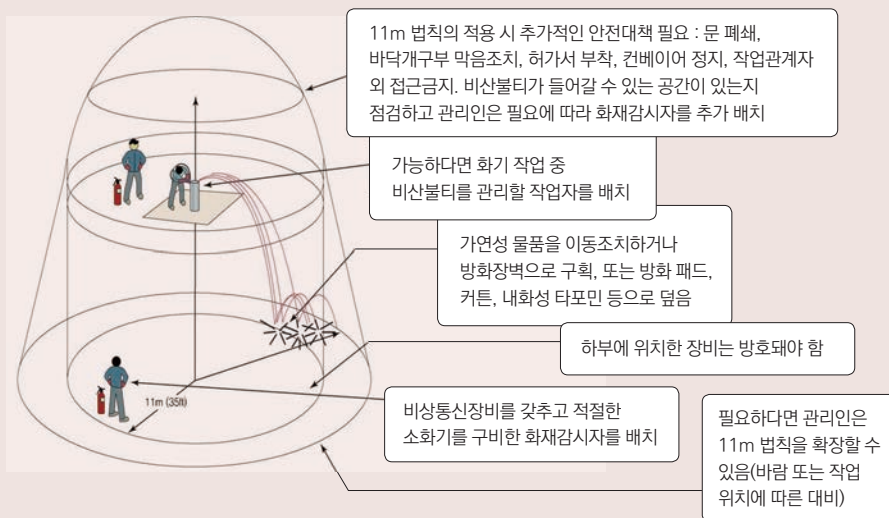 11m 법칙의 적용 시 추가적인 안전대책 필요 : 문 폐쇄,
바닥개구부 막음조치, 허가서 부착, 컨베이어 정지, 작업관계자
외 접근금지. 비산불티가 들어갈 수 있는 공간이 있는지
점검하고 관리인은 필요에 따라 화재감시자를 추가 배치
가능하다면 화기 작업 중
비산불티를 관리할 작업자를 배치
가연성 물품을 이동조치하거나
방화장벽으로 구획, 또는 방화 패드,
커튼, 내화성 타포민 등으로 덮음
하부에 위치한 장비는 방호돼야 함
11m (35ft)
비상통신장비를 갖추고 적절한
소화기를 구비한 화재감시자를 배치
필요하다면 관리인은
11m 법칙을 확장할 수
있음(바람 또는 작업
위치에 따른 대비)